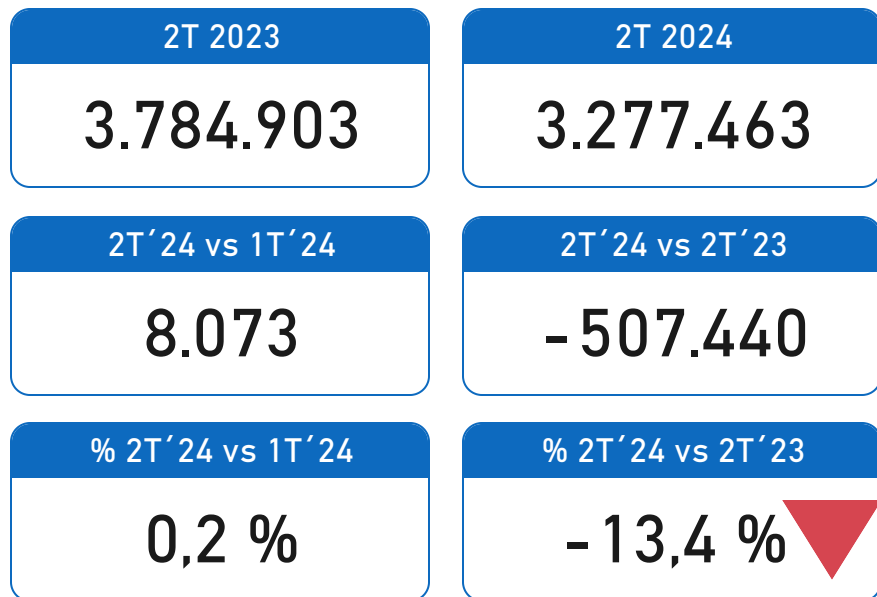 2T 2023
3.784.903
2T 2024
3.277.463
2T´24 vs 1T´24
8.073
2T´24 vs 2T´23
-507.440
% 2T´24 vs 1T´24
0,2 %
% 2T´24 vs 2T´23
-13,4 %